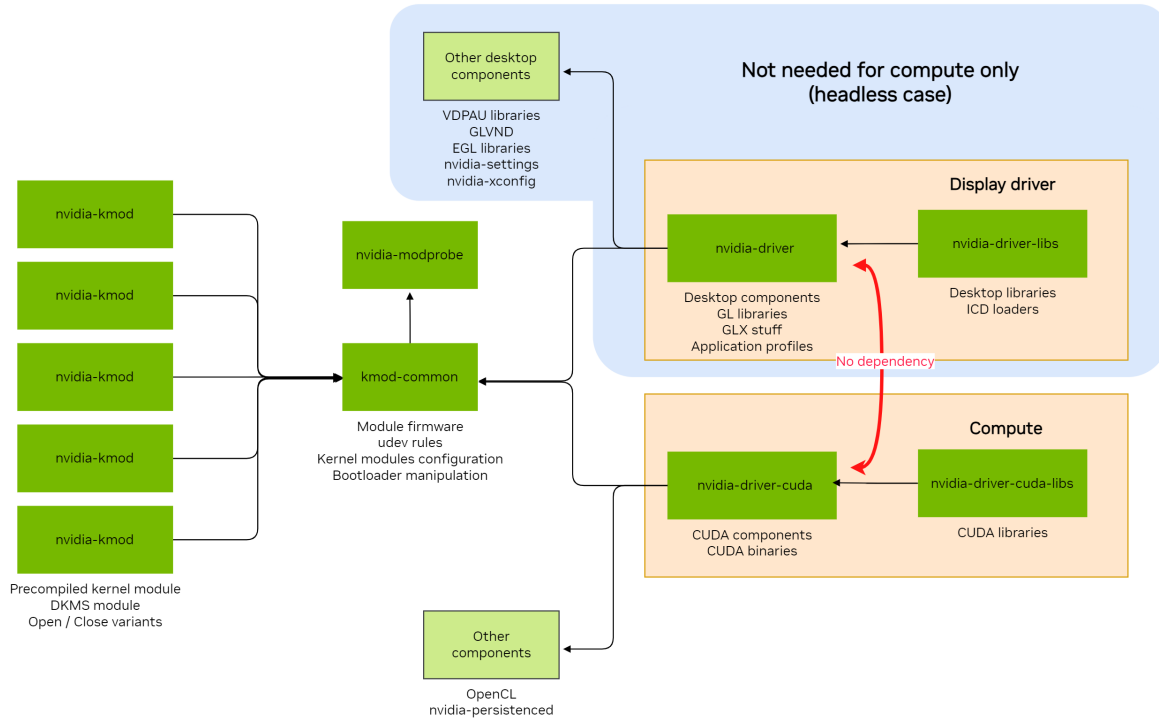 Other desktop
components
VDPAU libraries
GLVND
EGL libraries
nvidia-settings
nvidia-xconfig
Not needed for compute only
(headless case)
Display driver
nvidia-driver
Desktop components
GL libraries
GLX stuff
Application profiles
nvidia-driver-libs
Desktop libraries
ICD loaders
No dependency
nvidia-kmod
nvidia-kmod
nvidia-kmod
nvidia-kmod
nvidia-kmod
Precompiled kernel module
DKMS module
Open / Close variants
nvidia-modprobe
kmod-common
Module firmware
udev rules
Kernel modules configuration
Bootloader manipulation
Compute
nvidia-driver-cuda
CUDA components
CUDA binaries
nvidia-driver-cuda-libs
CUDA libraries
Other
components
OpenCL
nvidia-persistenced